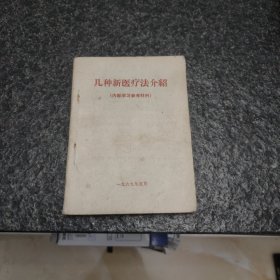 几种新医疗法介紹
（内部学习参考材料）
一九六九年五月